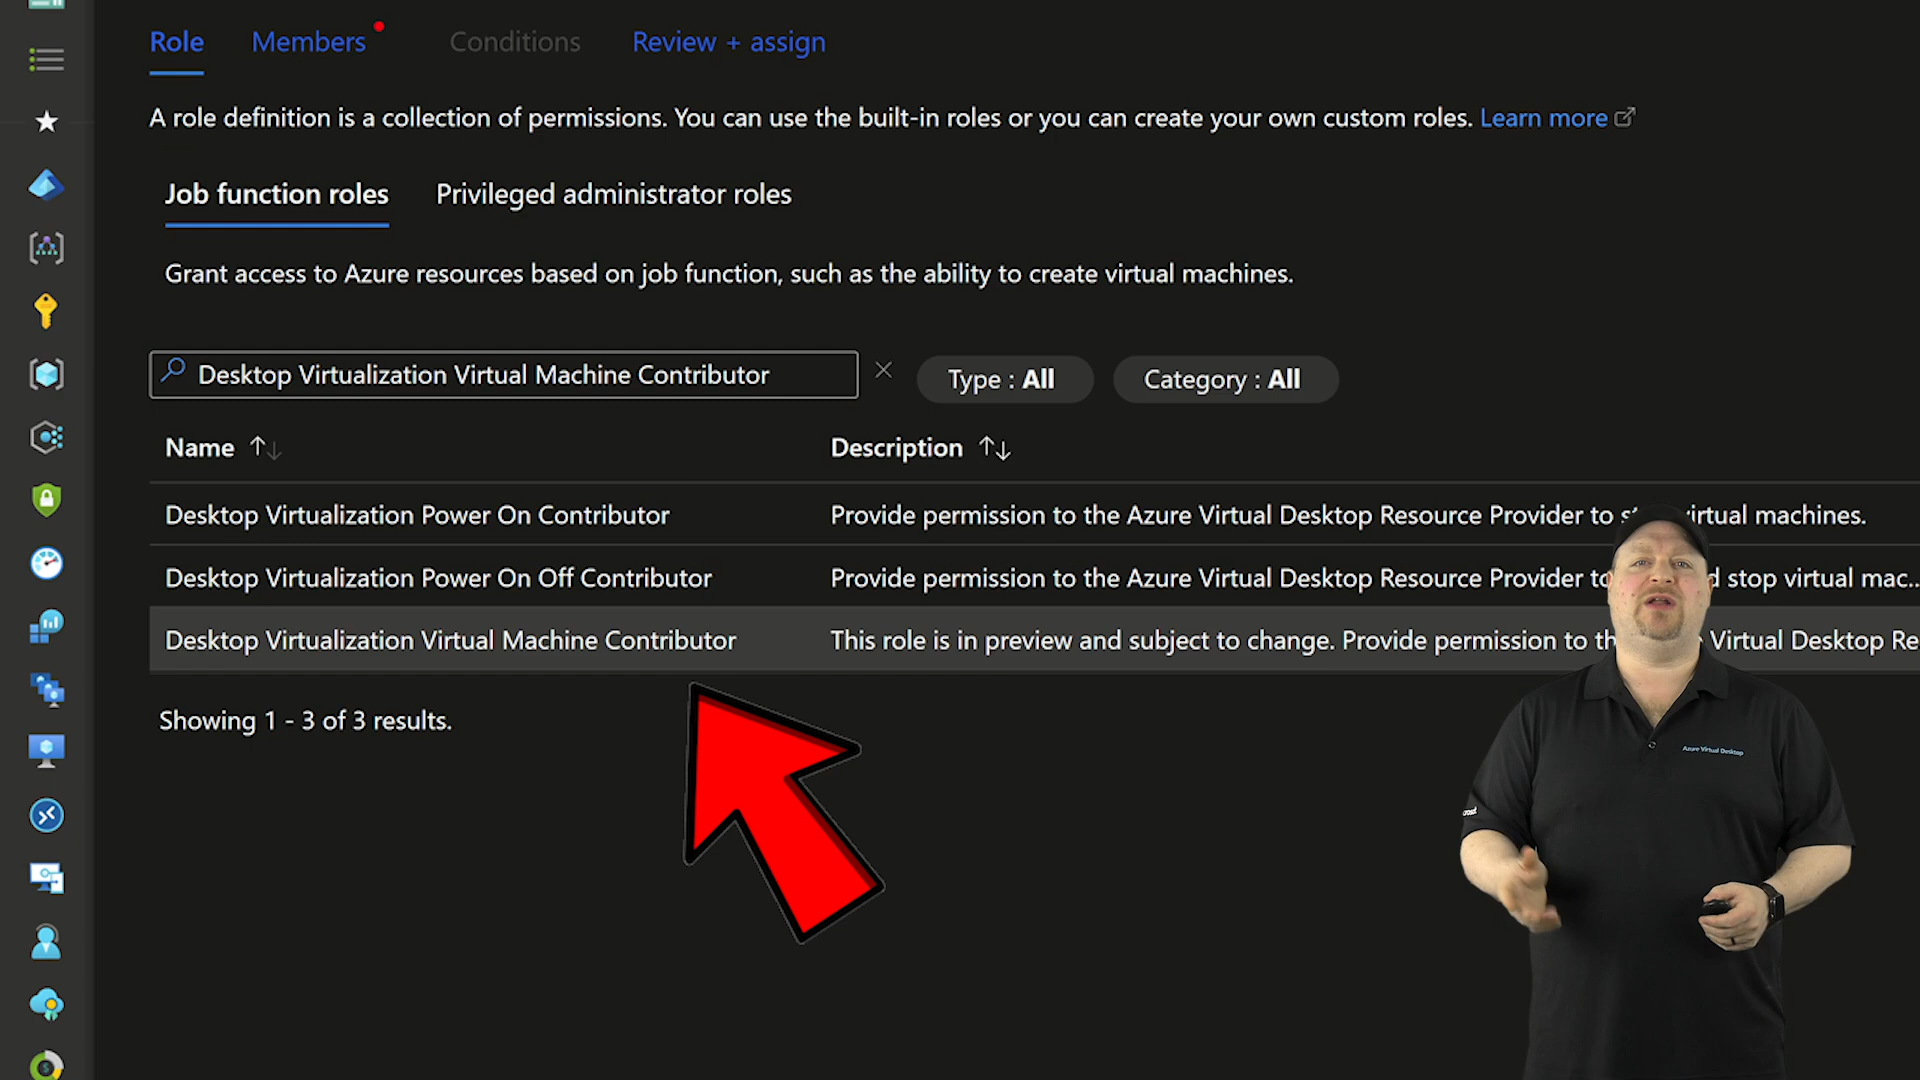 Role Members Conditions Review + assign
A role definition is a collection of permissions. You can use the built-in roles or you can create your own custom roles. Learn more
Job function roles Privileged administrator roles
Grant access to Azure resources based on job function, such as the ability to create virtual machines.
Desktop Virtualization Virtual Machine Contributor Type : All Category : All
Name Description
Desktop Virtualization Power On Contributor Provide permission to the Azure Virtual Desktop Resource Provider to virtual machines.
Desktop Virtualization Power On Off Contributor Provide permission to the Azure Virtual Desktop Resource Provider stop virtual mac...
Desktop Virtualization Virtual Machine Contributor This role is in preview and subject to change. Provide permission to Virtual Desktop Re
Showing 1 - 3 of 3 results.
Azure Virtual Desktop